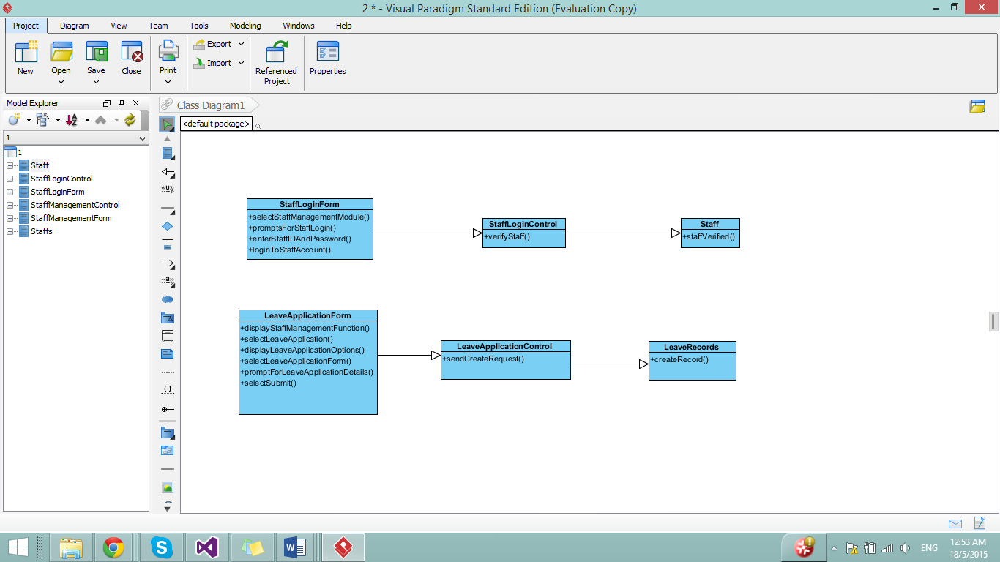 2 * - Visual Paradigm Standard Edition (Evaluation Copy)
Project Diagram View Team Tools Modeling Windows Help
New Open Save Close Print Export Import Referenced Project Properties
Model Explorer
1
1
Staff
StaffLoginControl
StaffLoginForm
StaffManagementControl
StaffManagementForm
Staffs
Class Diagram1
<default package>
StaffLoginForm
+selectStaffManagementModule()
+promptsForStaffLogin()
+enterStaffIDAndPassword()
+loginToStaffAccount()
StaffLoginControl
+verifyStaff()
Staff
+staffVerified()
LeaveApplicationForm
+displayStaffManagementFunction()
+selectLeaveApplication()
+displayLeaveApplicationOptions()
+selectLeaveApplicationForm()
+promptForLeaveApplicationDetails()
+selectSubmit()
LeaveApplicationControl
+sendCreateRequest()
LeaveRecords
+createRecord()
ENG
12:53 AM
18/5/2015